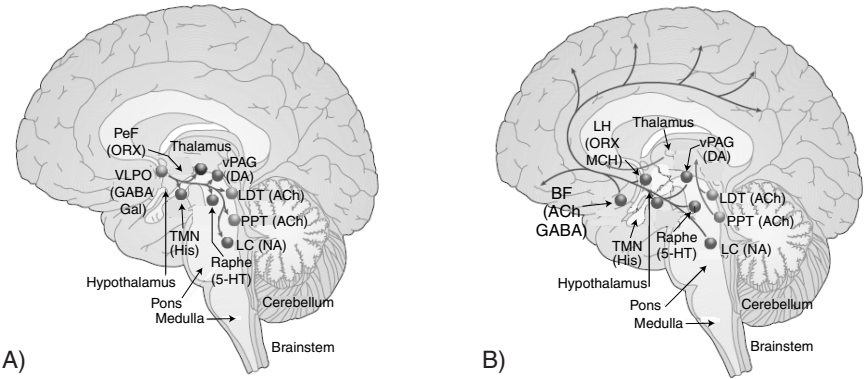 PeF
(ORX)
Thalamus
vPAG
(DA)
VLPO
(GABA
Gal)
LDT (ACh)
PPT (ACh)
TMN
(His)
LC (NA)
Raphe
(5-HT)
Hypothalamus
Pons
Medulla
Cerebellum
Brainstem
A)
Thalamus
LH
(ORX
MCH)
vPAG
(DA)
BF
(ACh,
GABA)
LDT (ACh)
PPT (ACh)
TMN
(His)
Raphe
(5-HT)
LC (NA)
Hypothalamus
Pons
Medulla
Cerebellum
Brainstem
B)